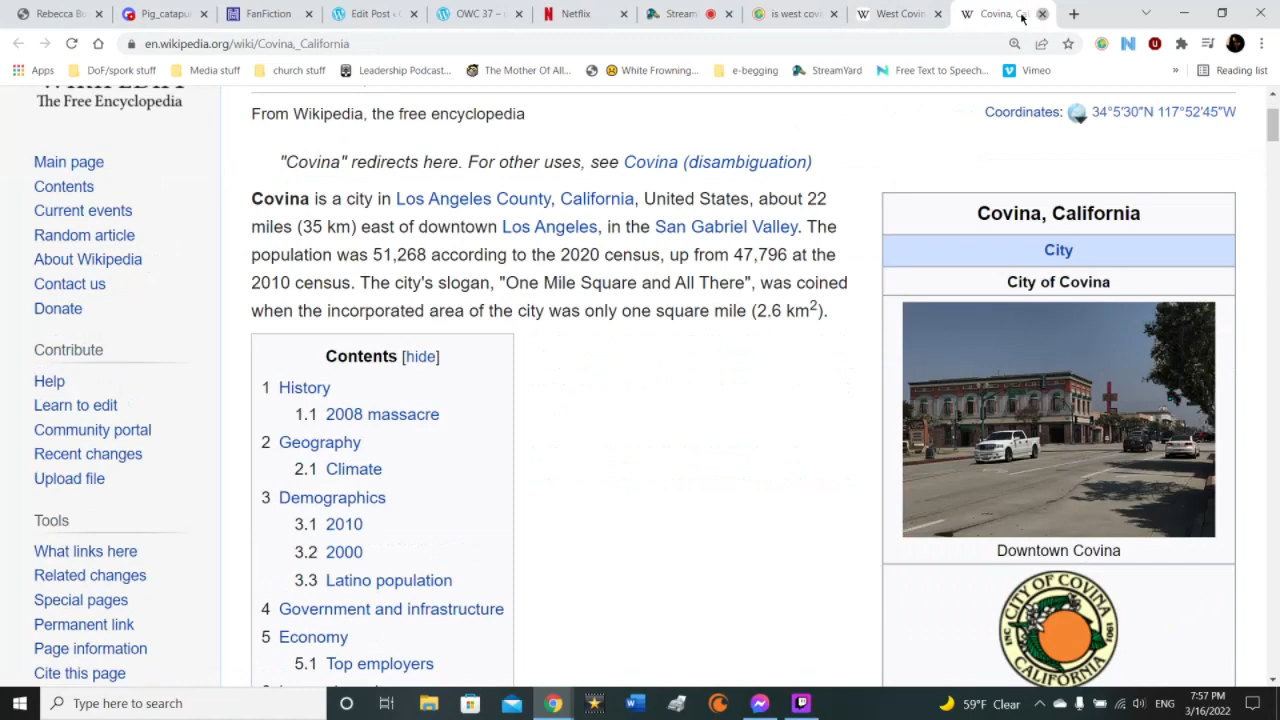 Rebecca Bu
Pig_catapul
FanFiction
Edit Post ‹
OWC 37 –
Netflix
Stream
is west covi
West Covin
Covina, Ca
en.wikipedia.org/wiki/Covina,_California
Apps
DoF/spork stuff
Media stuff
church stuff
Leadership Podcast...
The Mother Of All...
White Frowning...
e-begging
StreamYard
Free Text to Speech...
Vimeo
»
Reading list
WIKIPEDIA
The Free Encyclopedia
Main page
Contents
Current events
Random article
About Wikipedia
Contact us
Donate
Contribute
Help
Learn to edit
Community portal
Recent changes
Upload file
Tools
What links here
Related changes
Special pages
Permanent link
Page information
Cite this page
From Wikipedia, the free encyclopedia
Coordinates: 34°5′30″N 117°52′45″W
"Covina" redirects here. For other uses, see Covina (disambiguation)
Covina is a city in Los Angeles County, California, United States, about 22
miles (35 km) east of downtown Los Angeles, in the San Gabriel Valley. The
population was 51,268 according to the 2020 census, up from 47,796 at the
2010 census. The city's slogan, "One Mile Square and All There", was coined
when the incorporated area of the city was only one square mile (2.6 km2).
Contents [hide]
1 History
1.1 2008 massacre
2 Geography
2.1 Climate
3 Demographics
3.1 2010
3.2 2000
3.3 Latino population
4 Government and infrastructure
5 Economy
5.1 Top employers
Covina, California
City
City of Covina
Downtown Covina
CITY OF COVINA
INC. 1901
CALIFORNIA
Type here to search
59°F Clear
ENG
7:57 PM
3/16/2022